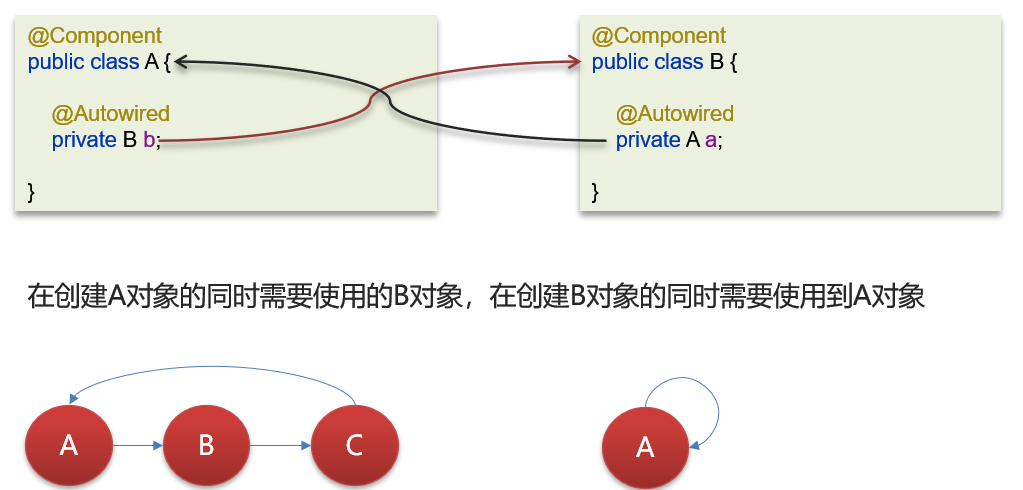 @Component
public class A {
@Autowired
private B b;
}
@Component
public class B {
@Autowired
private A a;
}
在创建A对象的同时需要使用的B对象，在创建B对象的同时需要使用到A对象
A
B
C
A